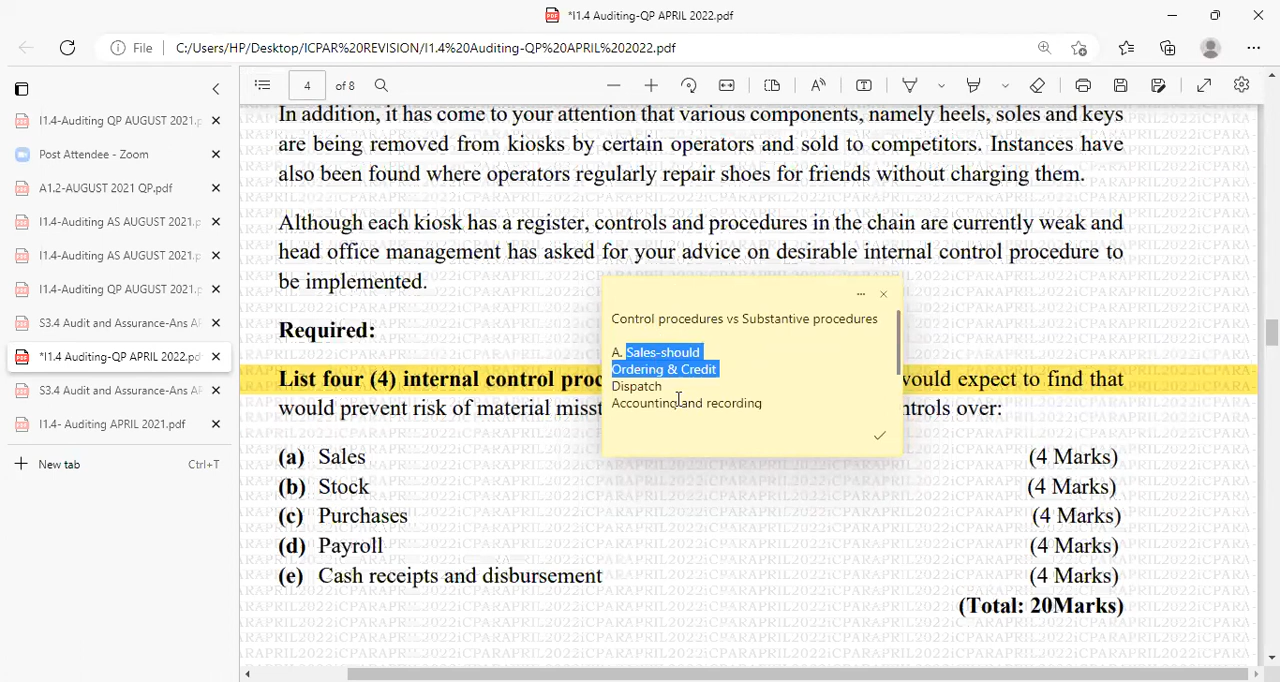 *I1.4 Auditing-QP APRIL 2022.pdf
File
C:/Users/HP/Desktop/ICPAR%20REVISION/I1.4%20Auditing-QP%20APRIL%202022.pdf
I1.4-Auditing QP AUGUST 2021.p
Post Attendee - Zoom
A1.2-AUGUST 2021 QP.pdf
I1.4-Auditing AS AUGUST 2021.p
I1.4-Auditing AS AUGUST 2021.p
I1.4-Auditing QP AUGUST 2021.p
S3.4 Audit and Assurance-Ans AP
*I1.4 Auditing-QP APRIL 2022.pd
S3.4 Audit and Assurance-Ans AP
I1.4- Auditing APRIL 2021.pdf
New tab Ctrl+T
4 of 8
In addition, it has come to your attention that various components, namely heels, soles and keys
are being removed from kiosks by certain operators and sold to competitors. Instances have
also been found where operators regularly repair shoes for friends without charging them.
Although each kiosk has a register, controls and procedures in the chain are currently weak and
head office management has asked for your advice on desirable internal control procedure to
be implemented.
Required:
List four (4) internal control proc would expect to find that
would prevent risk of material misst ntrols over:
Control procedures vs Substantive procedures
A. Sales-should
Ordering & Credit
Dispatch
Accounting and recording
(a) Sales (4 Marks)
(b) Stock (4 Marks)
(c) Purchases (4 Marks)
(d) Payroll (4 Marks)
(e) Cash receipts and disbursement (4 Marks)
(Total: 20Marks)